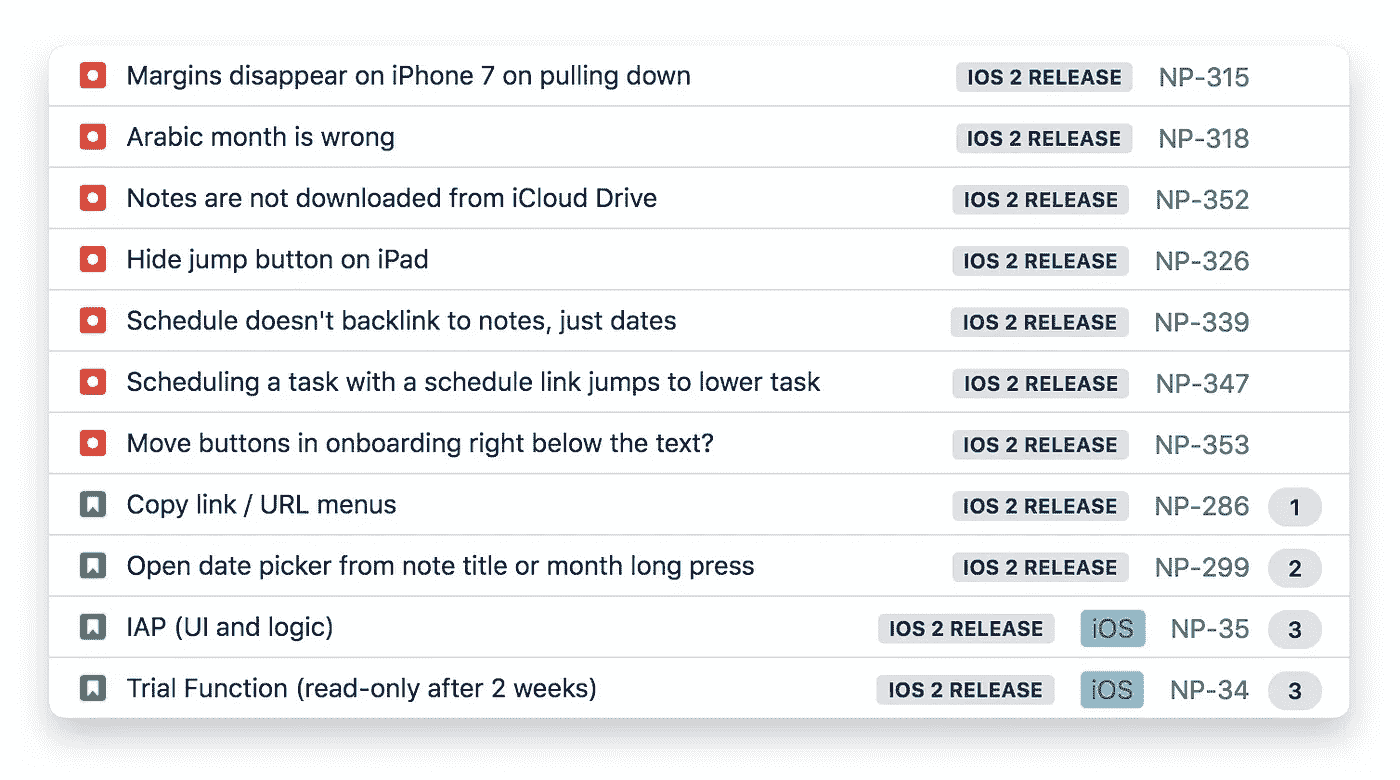 Margins disappear on iPhone 7 on pulling down IOS 2 RELEASE NP-315
Arabic month is wrong IOS 2 RELEASE NP-318
Notes are not downloaded from iCloud Drive IOS 2 RELEASE NP-352
Hide jump button on iPad IOS 2 RELEASE NP-326
Schedule doesn't backlink to notes, just dates IOS 2 RELEASE NP-339
Scheduling a task with a schedule link jumps to lower task IOS 2 RELEASE NP-347
Move buttons in onboarding right below the text? IOS 2 RELEASE NP-353
Copy link / URL menus IOS 2 RELEASE NP-286 1
Open date picker from note title or month long press IOS 2 RELEASE NP-299 2
IAP (UI and logic) IOS 2 RELEASE iOS NP-35 3
Trial Function (read-only after 2 weeks) IOS 2 RELEASE iOS NP-34 3